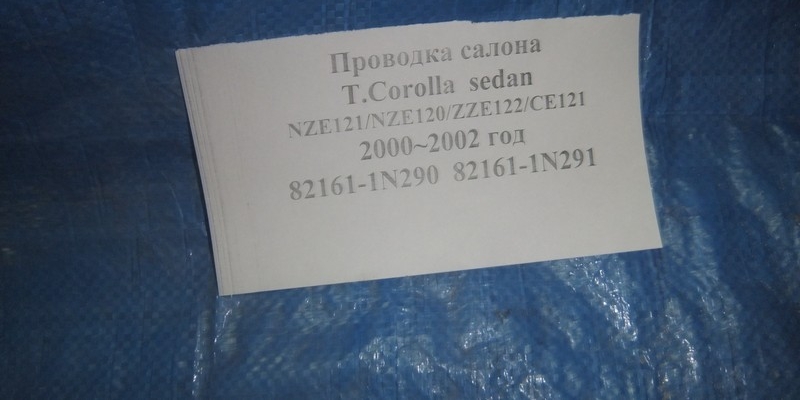 Проводка салона
T.Corolla sedan
NZE121/NZE120/ZZE122/CE121
2000~2002 год
82161-1N290 82161-1N291